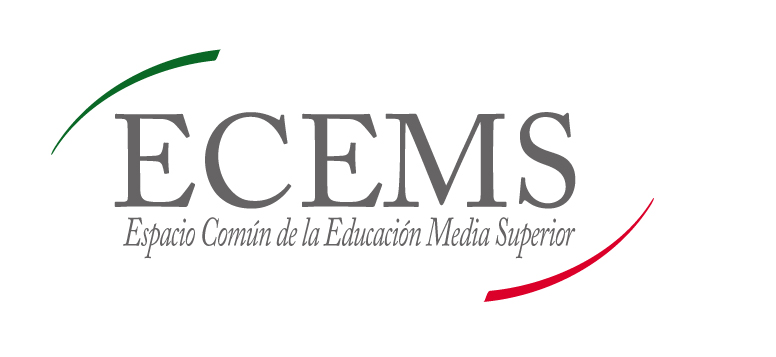 ECEMS
Espacio Común de la Educación Media Superior